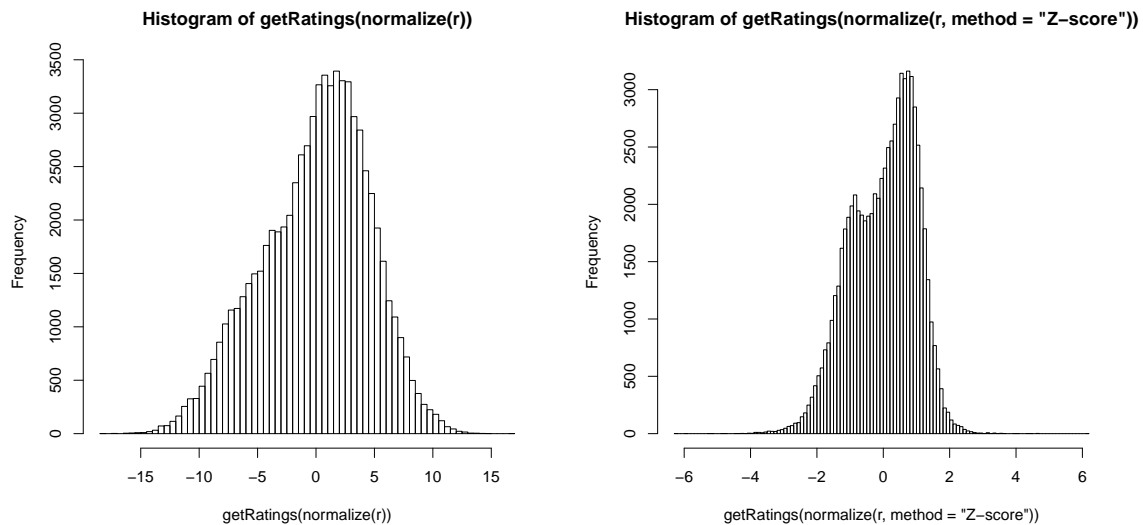 Histogram of getRatings(normalize(r))
Frequency
3500
3000
2500
2000
1500
1000
500
0
−15 −10 −5 0 5 10 15
getRatings(normalize(r))
Histogram of getRatings(normalize(r, method = "Z−score"))
Frequency
3000
2500
2000
1500
1000
500
0
−6 −4 −2 0 2 4 6
getRatings(normalize(r, method = "Z−score"))